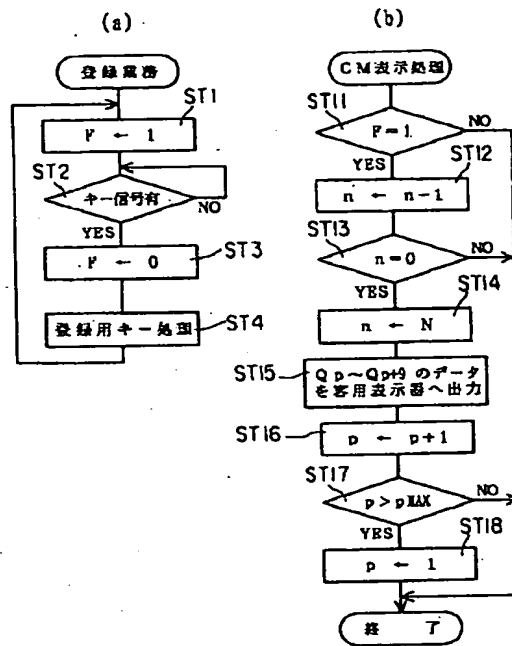 (a)
登録業務
ST1
F ← 1
ST2
キー信号有
NO
YES
F ← 0
ST3
登録用キー処理
ST4
(b)
CM表示処理
ST11
F=1
NO
YES
ST12
n ← n-1
ST13
n=0
NO
YES
ST14
n ← N
ST15
Qp~Qp+9 のデータ
を客用表示器へ出力
ST16
p ← p+1
ST17
p > pMAX
NO
YES
ST18
p ← 1
終 了